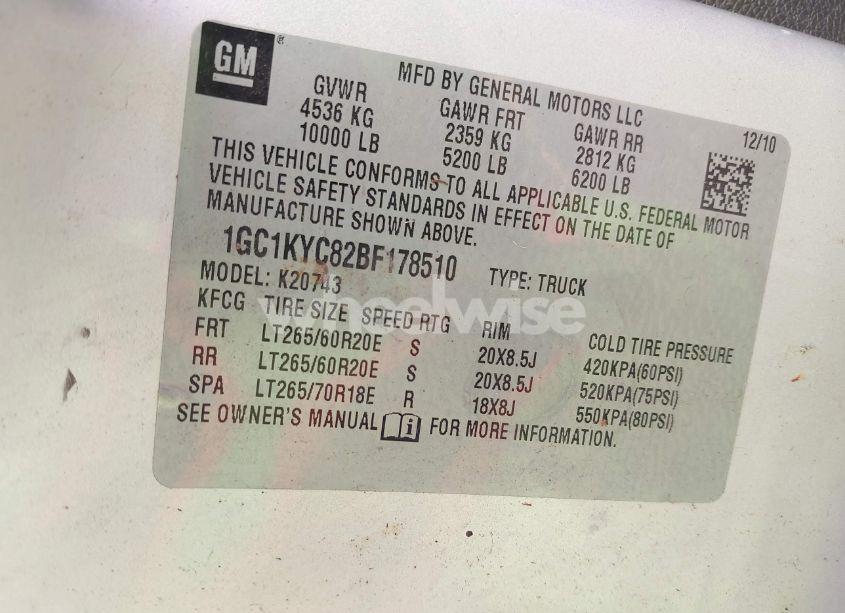 GM
MFD BY GENERAL MOTORS LLC
GVWR GAWR FRT GAWR RR 12/10
4536 KG 2359 KG 2812 KG
10000 LB 5200 LB 6200 LB
THIS VEHICLE CONFORMS TO ALL APPLICABLE U.S. FEDERAL MOTOR
VEHICLE SAFETY STANDARDS IN EFFECT ON THE DATE OF
MANUFACTURE SHOWN ABOVE.
1GC1KYC82BF178510 TYPE: TRUCK
MODEL: K20743
wheelwise
KFCG TIRE SIZE SPEED RTG RIM COLD TIRE PRESSURE
FRT LT265/60R20E S 20X8.5J 420KPA(60PSI)
RR LT265/60R20E S 20X8.5J 520KPA(75PSI)
SPA LT265/70R18E R 18X8J 550KPA(80PSI)
SEE OWNER'S MANUAL i FOR MORE INFORMATION.